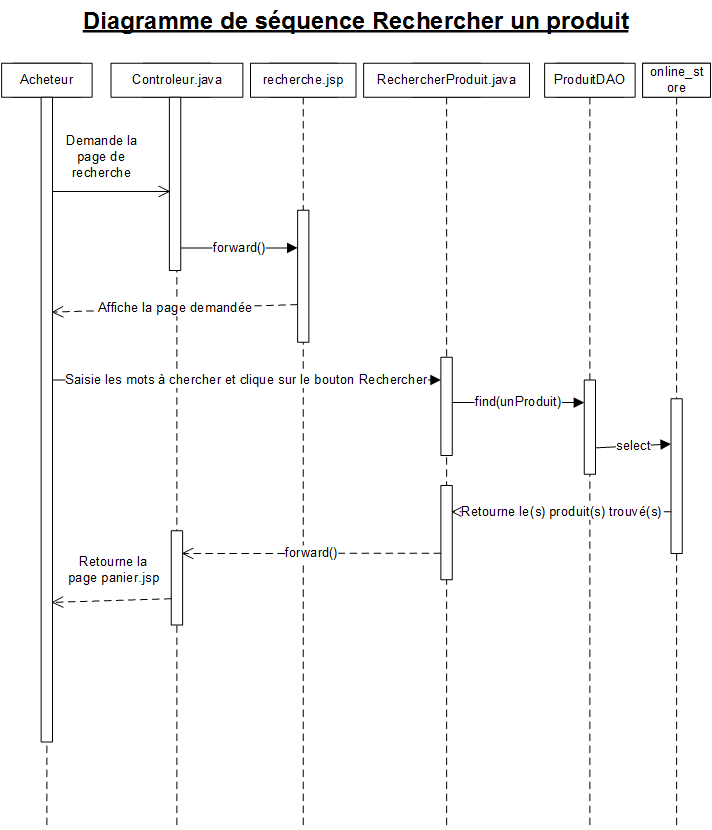 Diagramme de séquence Rechercher un produit
Acheteur
Controleur.java
recherche.jsp
RechercherProduit.java
ProduitDAO
online_st
ore
Demande la
page de
recherche
forward()
Affiche la page demandée
Saisie les mots à chercher et clique sur le bouton Rechercher
find(unProduit)
select
Retourne le(s) produit(s) trouvé(s)
forward()
Retourne la
page panier.jsp